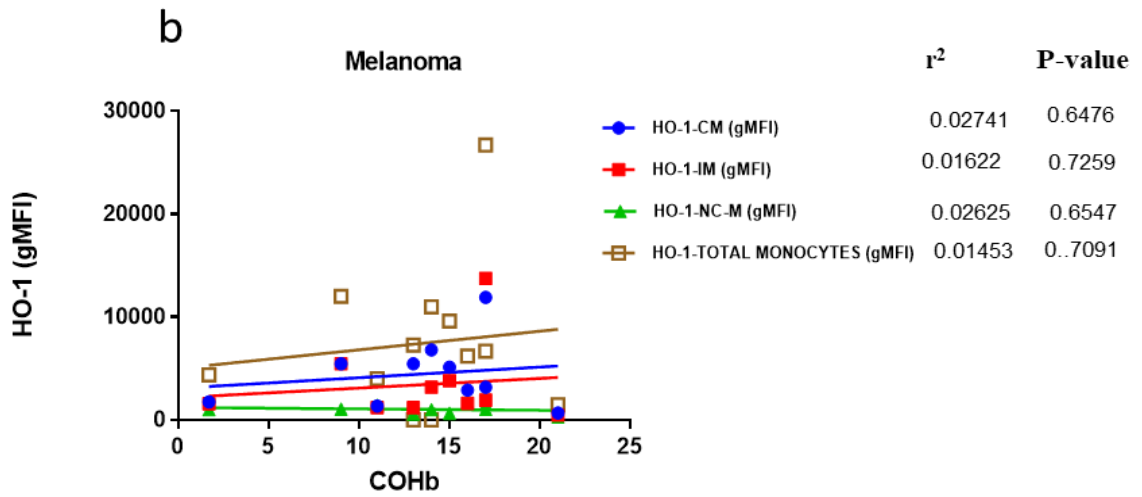 b
Melanoma
r² P-value
30000
20000
10000
0
HO-1 (gMFI)
0 5 10 15 20 25
COHb
HO-1-CM (gMFI) 0.02741 0.6476
HO-1-IM (gMFI) 0.01622 0.7259
HO-1-NC-M (gMFI) 0.02625 0.6547
HO-1-TOTAL MONOCYTES (gMFI) 0.01453 0..7091